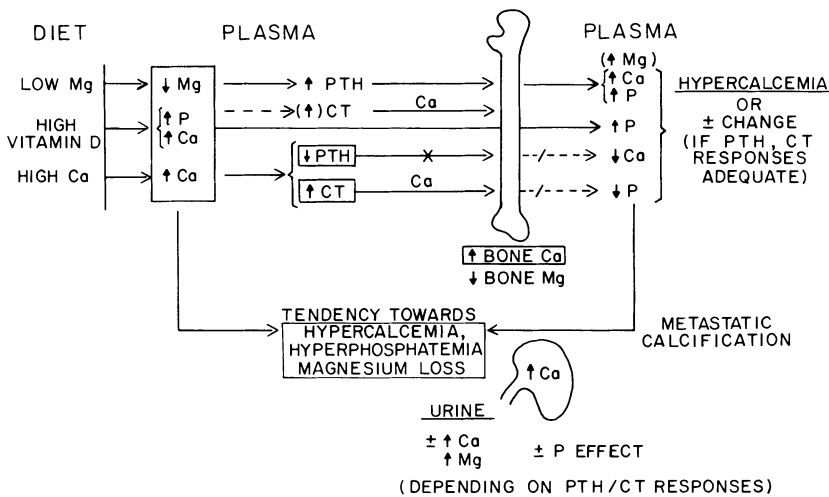 DIET PLASMA PLASMA
LOW Mg
HIGH
VITAMIN D
HIGH Ca
↓ Mg
↑ P
↑ Ca
↑ Ca
↑ PTH
(↑) CT Ca
↓ PTH X
↑ CT Ca
↑ BONE Ca
↓ BONE Mg
(↑ Mg)
↑ Ca
↑ P
↑ P
↓ Ca
↓ P
HYPERCALCEMIA
OR
± CHANGE
(IF PTH, CT
RESPONSES
ADEQUATE)
TENDENCY TOWARDS
HYPERCALCEMIA,
HYPERPHOSPHATEMIA
MAGNESIUM LOSS
METASTATIC
CALCIFICATION
↑ Ca
URINE
± ↑ Ca
↑ Mg
± P EFFECT
(DEPENDING ON PTH/CT RESPONSES)